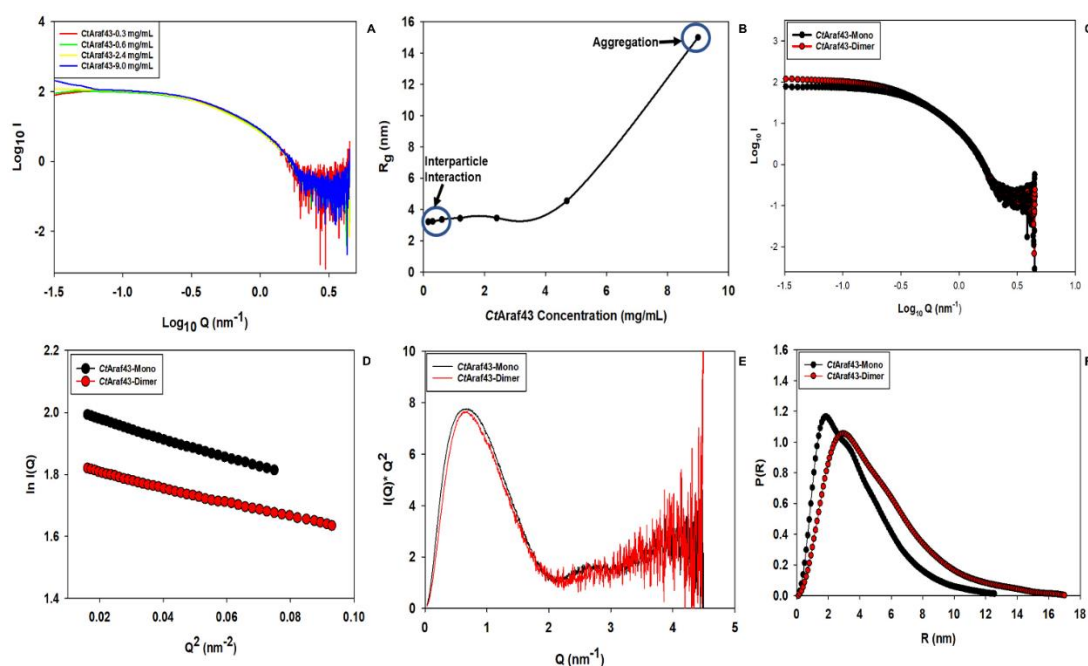 A
CtAraf43-0.3 mg/mL
CtAraf43-0.6 mg/mL
CtAraf43-2.4 mg/mL
CtAraf43-9.0 mg/mL
4
2
0
-2
Log10 I
-1.5 -1.0 -0.5 0.0 0.5
Log10 Q (nm-1)
B
Aggregation
Interparticle
Interaction
16
14
12
10
8
6
4
2
0
Rg (nm)
0 2 4 6 8 10
CtAraf43 Concentration (mg/mL)
C
CtAraf43-Mono
CtAraf43-Dimer
3
2
1
0
-1
-2
Log10 I
-1.5 -1.0 -0.5 0.0 0.5 1.0
Log10 Q (nm-1)
D
CtAraf43-Mono
CtAraf43-Dimer
2.2
2.0
1.8
1.6
1.4
ln I(Q)
0.00 0.02 0.04 0.06 0.08 0.10
Q2 (nm-2)
E
CtAraf43-Mono
CtAraf43-Dimer
10
8
6
4
2
0
I(Q)* Q2
0 1 2 3 4 5
Q (nm-1)
F
CtAraf43-Mono
CtAraf43-Dimer
1.6
1.4
1.2
1.0
0.8
0.6
0.4
0.2
0.0
P(R)
0 2 4 6 8 10 12 14 16 18
R (nm)